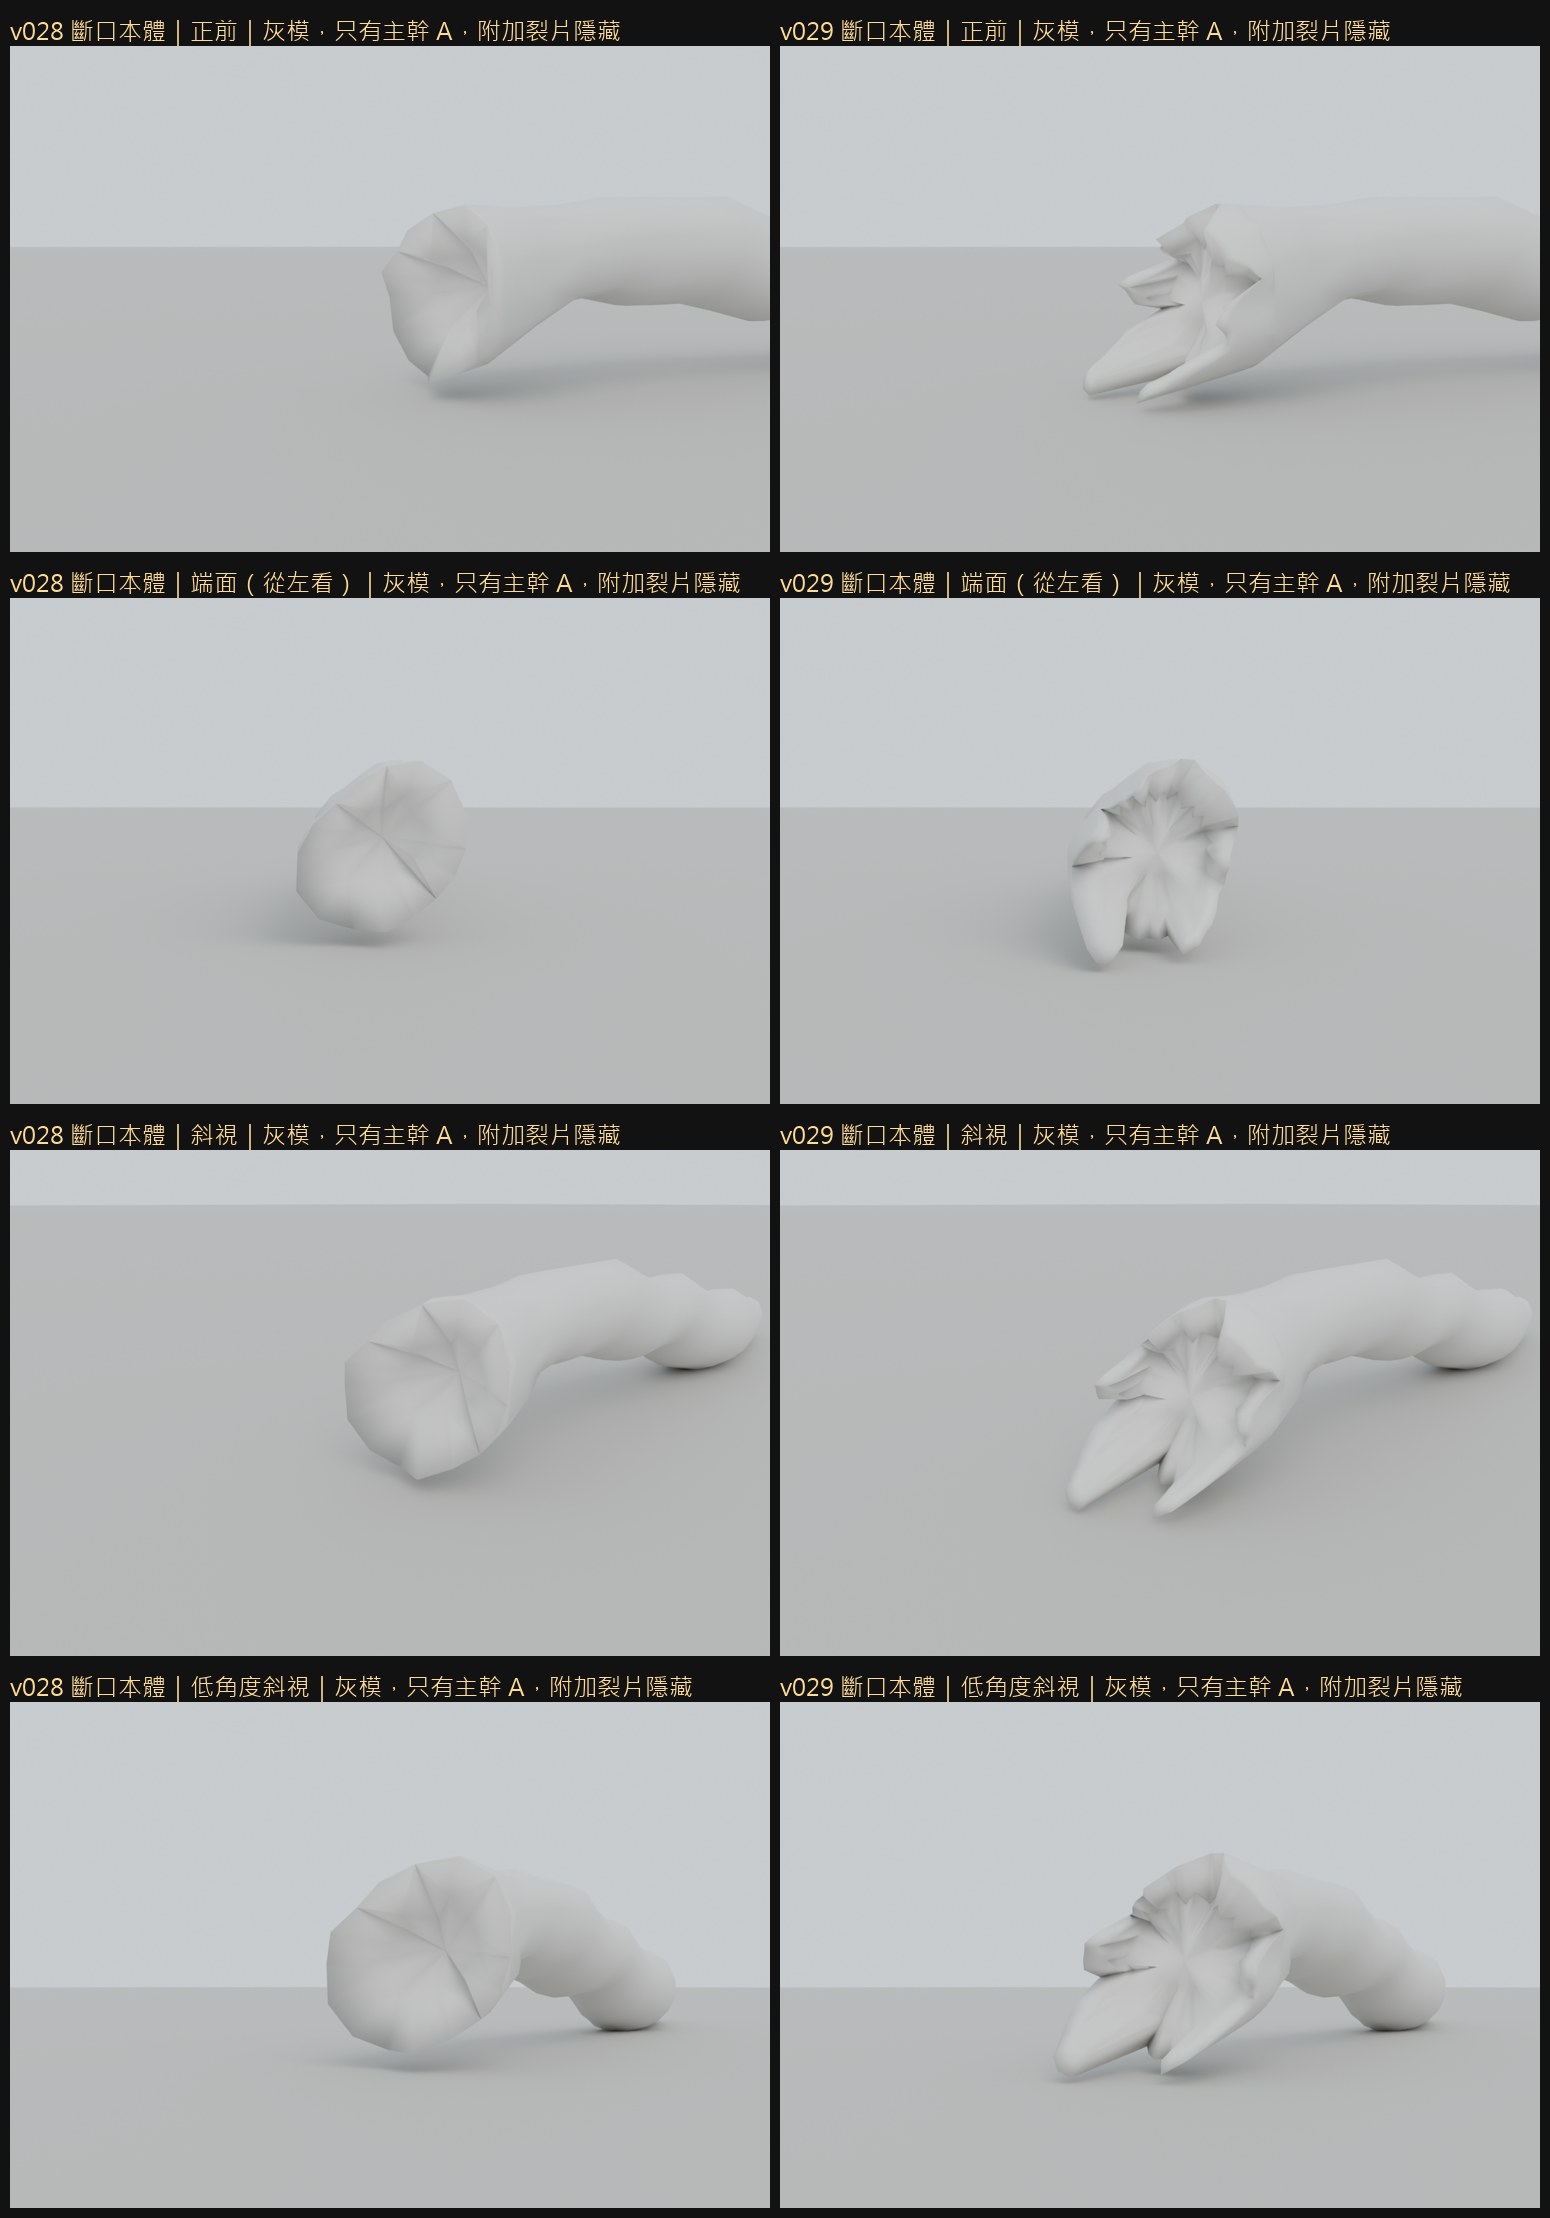 v028 斷口本體｜正前｜灰模，只有主幹 A，附加裂片隱藏
v029 斷口本體｜正前｜灰模，只有主幹 A，附加裂片隱藏
v028 斷口本體｜端面（從左看）｜灰模，只有主幹 A，附加裂片隱藏
v029 斷口本體｜端面（從左看）｜灰模，只有主幹 A，附加裂片隱藏
v028 斷口本體｜斜視｜灰模，只有主幹 A，附加裂片隱藏
v029 斷口本體｜斜視｜灰模，只有主幹 A，附加裂片隱藏
v028 斷口本體｜低角度斜視｜灰模，只有主幹 A，附加裂片隱藏
v029 斷口本體｜低角度斜視｜灰模，只有主幹 A，附加裂片隱藏